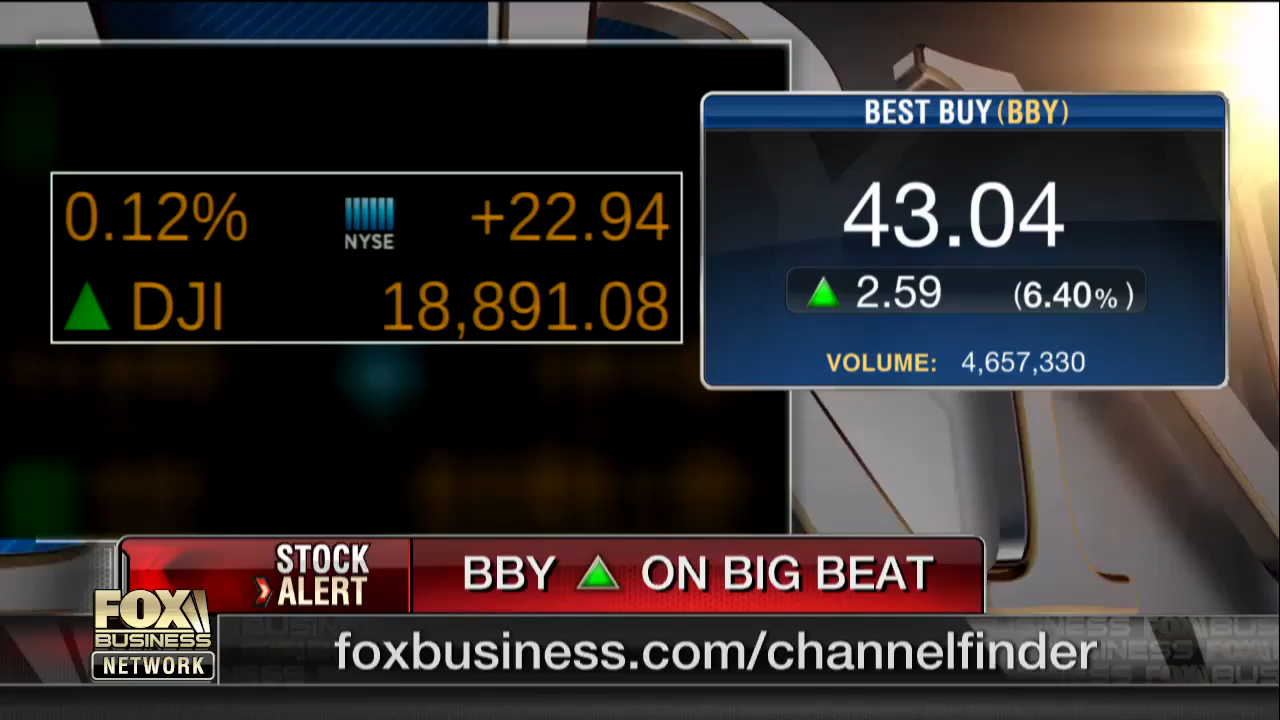 BEST BUY (BBY)
0.12% NYSE +22.94
DJI 18,891.08
43.04
2.59 (6.40%)
VOLUME: 4,657,330
STOCK
ALERT
BBY ON BIG BEAT
FOX
BUSINESS
NETWORK
foxbusiness.com/channelfinder